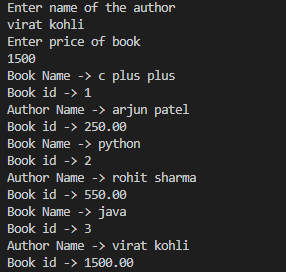 Enter name of the author
virat kohli
Enter price of book
1500
Book Name -> c plus plus
Book id -> 1
Author Name -> arjun patel
Book id -> 250.00
Book Name -> python
Book id -> 2
Author Name -> rohit sharma
Book id -> 550.00
Book Name -> java
Book id -> 3
Author Name -> virat kohli
Book id -> 1500.00